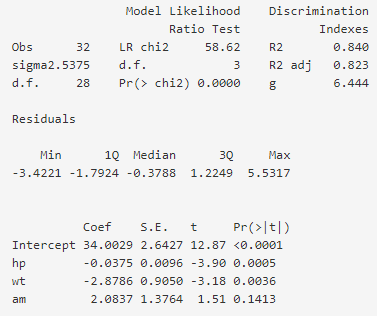 Model Likelihood    Discrimination
                      Ratio Test           Indexes
Obs      32    LR chi2     58.62    R2       0.840
sigma2.5375    d.f.            3    R2 adj   0.823
d.f.     28    Pr(> chi2) 0.0000    g        6.444
Residuals
    Min      1Q  Median      3Q     Max
-3.4221 -1.7924 -0.3788  1.2249  5.5317
          Coef    S.E.   t     Pr(>|t|)
Intercept 34.0029 2.6427 12.87 <0.0001
hp        -0.0375 0.0096 -3.90 0.0005
wt        -2.8786 0.9050 -3.18 0.0036
am         2.0837 1.3764  1.51 0.1413